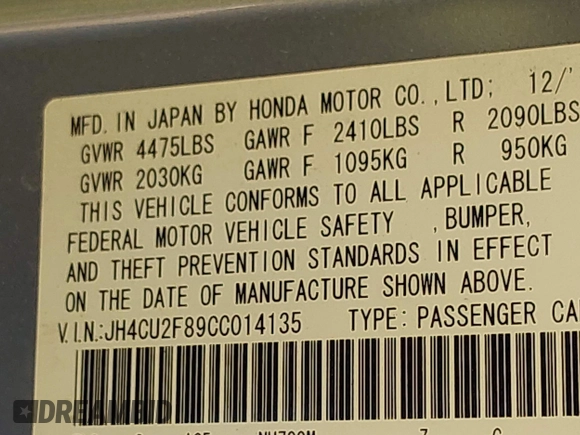 MFD. IN JAPAN BY HONDA MOTOR CO., LTD; 12/'
GVWR 4475LBS GAWR F 2410LBS R 2090LBS
GVWR 2030KG GAWR F 1095KG R 950KG
THIS VEHICLE CONFORMS TO ALL APPLICABLE
FEDERAL MOTOR VEHICLE SAFETY , BUMPER,
AND THEFT PREVENTION STANDARDS IN EFFECT
ON THE DATE OF MANUFACTURE SHOWN ABOVE.
V.I.N.:JH4CU2F89CC014135 TYPE: PASSENGER CA
DREAMBID